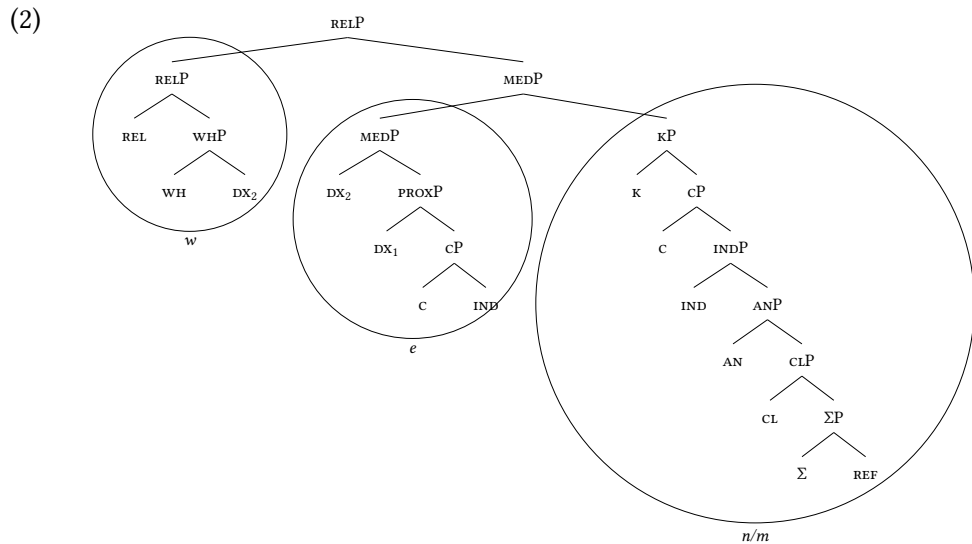 (2)
RELP
RELP MEDP
REL WHP MEDP KP
WH DX₂ DX₂ PROXP K CP
w DX₁ CP C INDP
C IND IND ANP
e AN CLP
CL ΣP
Σ REF
n/m